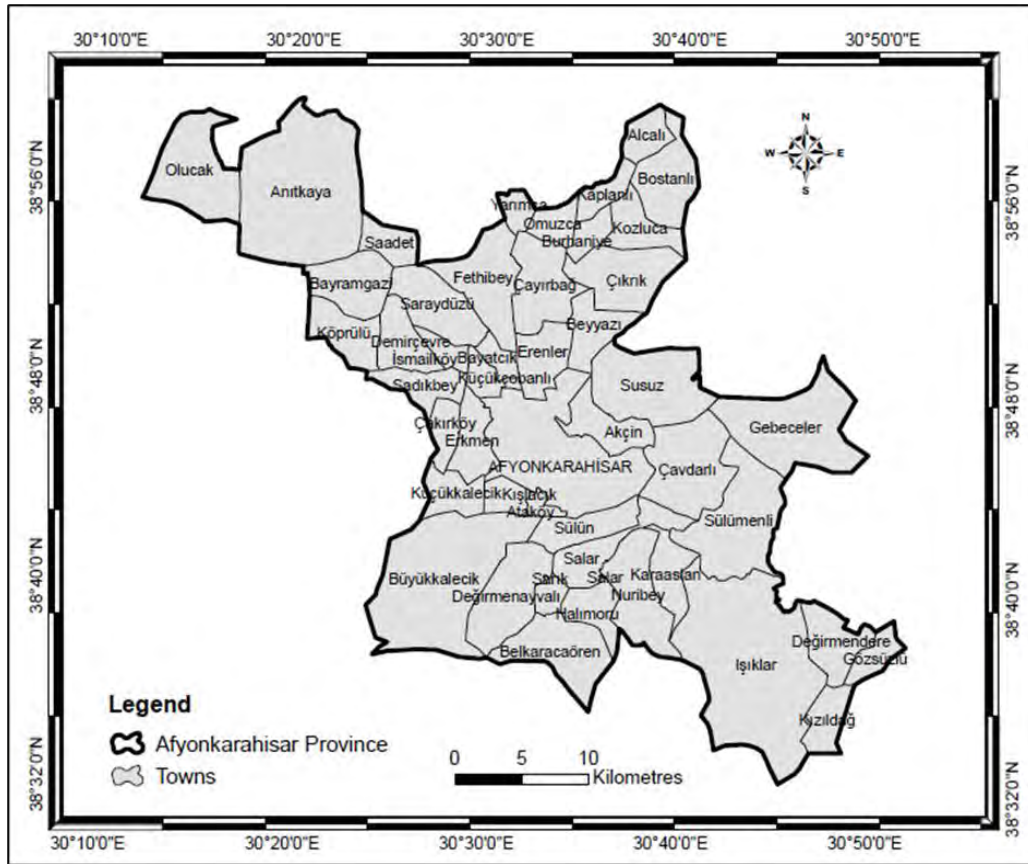 30°10'0"E 30°20'0"E 30°30'0"E 30°40'0"E 30°50'0"E
38°56'0"N
38°48'0"N
38°40'0"N
38°32'0"N
38°56'0"N
38°48'0"N
38°40'0"N
38°32'0"N
N
W E
S
Alcalı
Olucak
Bostanlı
Anıtkaya
Kaplanlı
Yarımca
Omuzca
Kozluca
Saadet
Burhaniye
Fethibey
Çıkrık
Bayramgazi
Çayırbağ
Saraydüzü
Beyyazı
Köprülü
Demirçevre
Erenler
İsmailköy
Bayatcık
Küçükçobanlı
Susuz
Sadıkbey
Çakırköy
Gebeceler
Akçin
Erkmen
AFYONKARAHİSAR
Çavdarlı
Küçükkalecik
Kışlacık
Ataköy
Sülümenli
Sülün
Salar
Büyükkalecik
Sarık
Salar
Karaaslan
Değirmenayvalı
Nuribey
Halımoru
Değirmendere
Belkaracaören
Gözsüzlü
Işıklar
Kızıldağ
Legend
Afyonkarahisar Province
Towns
0 5 10
Kilometres
30°10'0"E 30°20'0"E 30°30'0"E 30°40'0"E 30°50'0"E